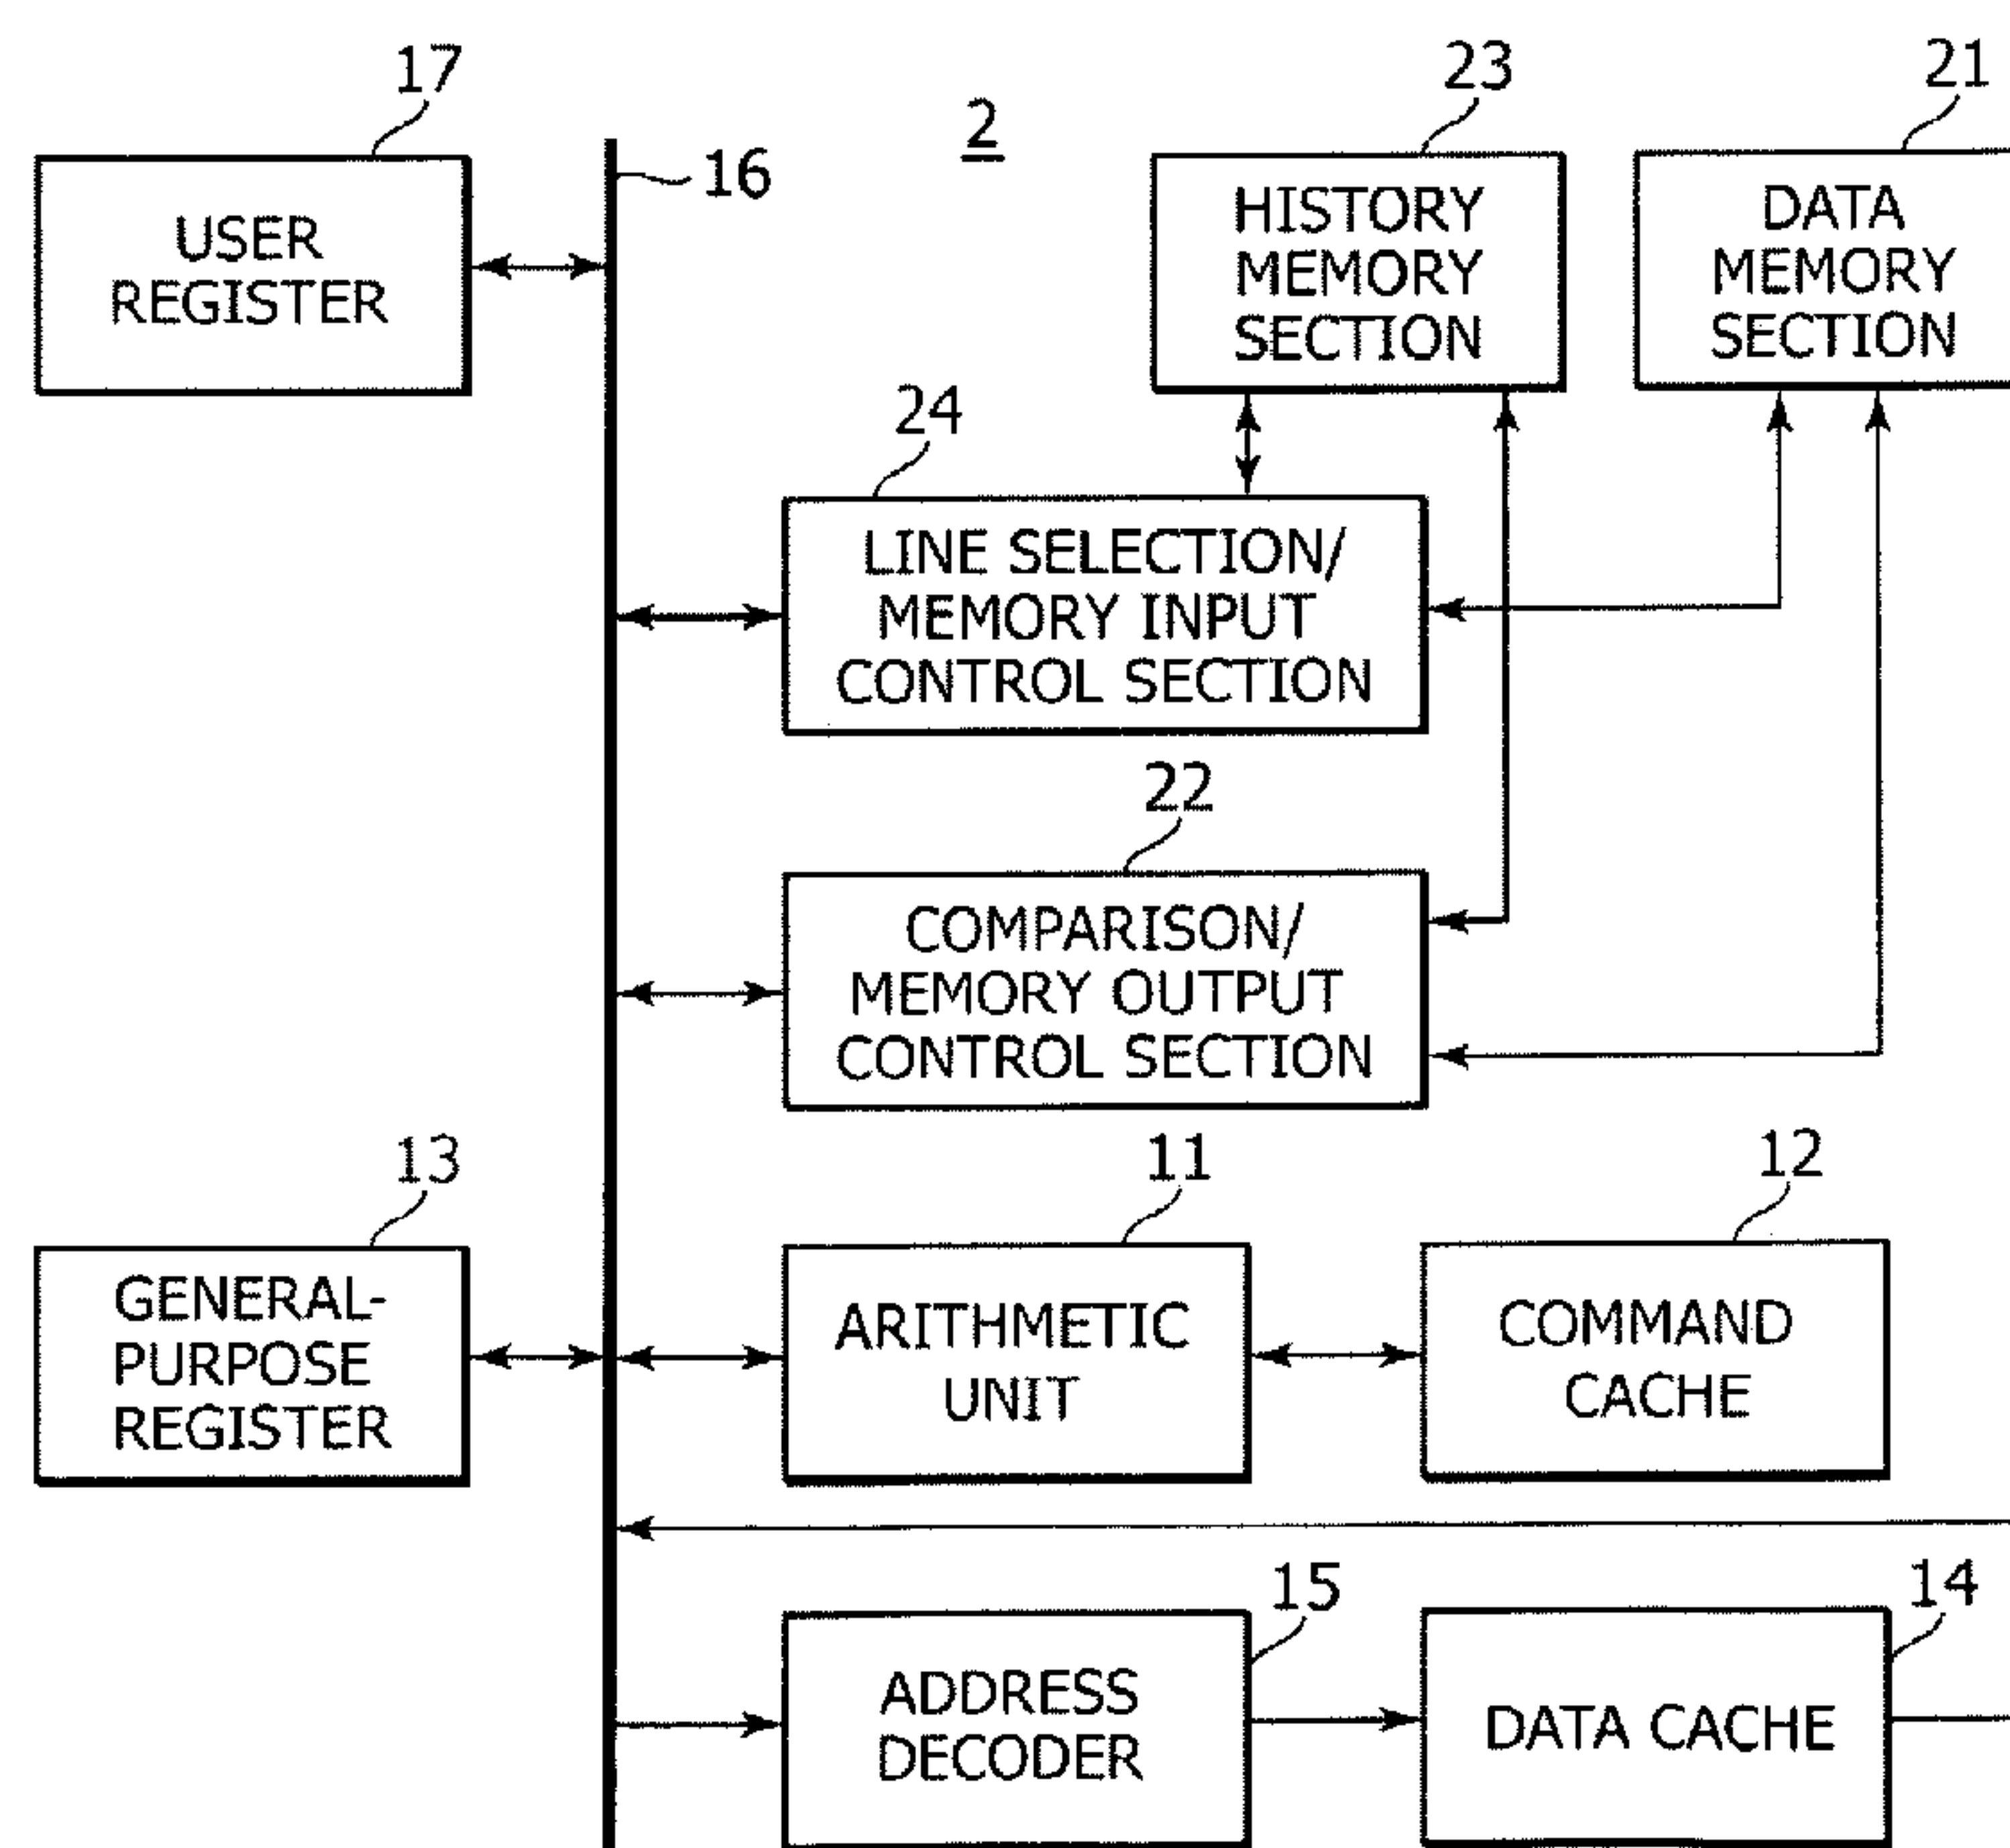 17
23
21
2
16
USER
REGISTER
HISTORY
MEMORY
SECTION
DATA
MEMORY
SECTION
24
LINE SELECTION/
MEMORY INPUT
CONTROL SECTION
22
COMPARISON/
MEMORY OUTPUT
CONTROL SECTION
13
11
12
GENERAL-
PURPOSE
REGISTER
ARITHMETIC
UNIT
COMMAND
CACHE
15
14
ADDRESS
DECODER
DATA CACHE